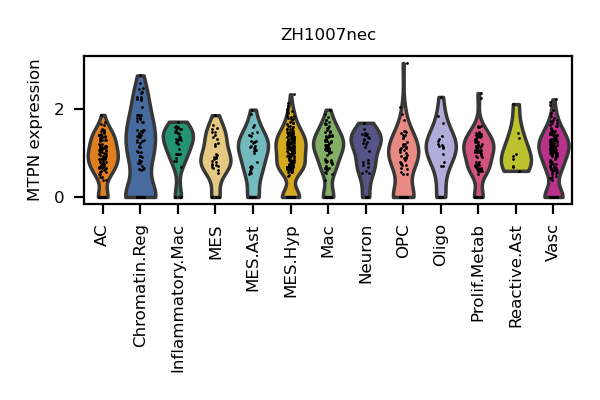 ZH1007nec
MTPN expression
2
0
AC
Chromatin.Reg
Inflammatory.Mac
MES
MES.Ast
MES.Hyp
Mac
Neuron
OPC
Oligo
Prolif.Metab
Reactive.Ast
Vasc